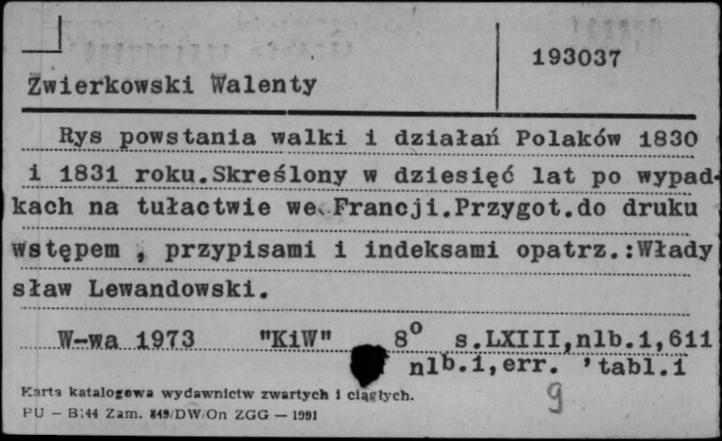 193037
Zwierkowski Walenty
Rys powstania walki i działań Polaków 1830
i 1831 roku.Skreślony w dziesięć lat po wypad-
kach na tułactwie we Francji.Przygot.do druku
wstępem , przypisami i indeksami opatrz.:Włady
sław Lewandowski.
W-wa 1973 "KiW" 8° s.LXIII,nlb.1,611
nlb.1,err. ,tabl.1
Karta katalogowa wydawnictw zwartych i ciągłych.
PU – B:44 Zam. 849/DW/On ZGG – 1991
9